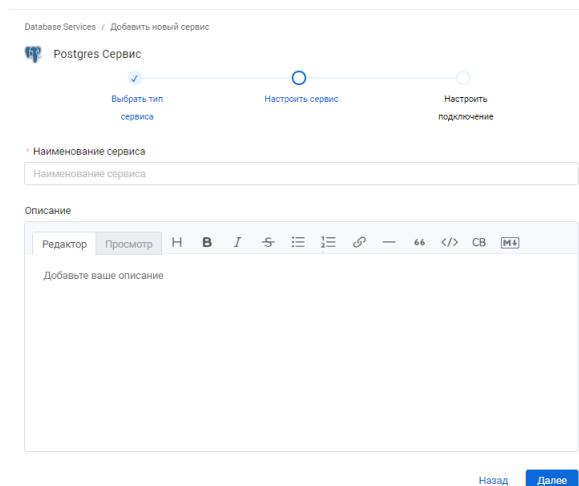 Database Services / Добавить новый сервис
Postgres Сервис
Выбрать тип
сервиса
Настроить сервис
Настроить
подключение
* Наименование сервиса
Наименование сервиса
Описание
Редактор Просмотр H B I S 66 </> CB M↓
Добавьте ваше описание
Назад Далее